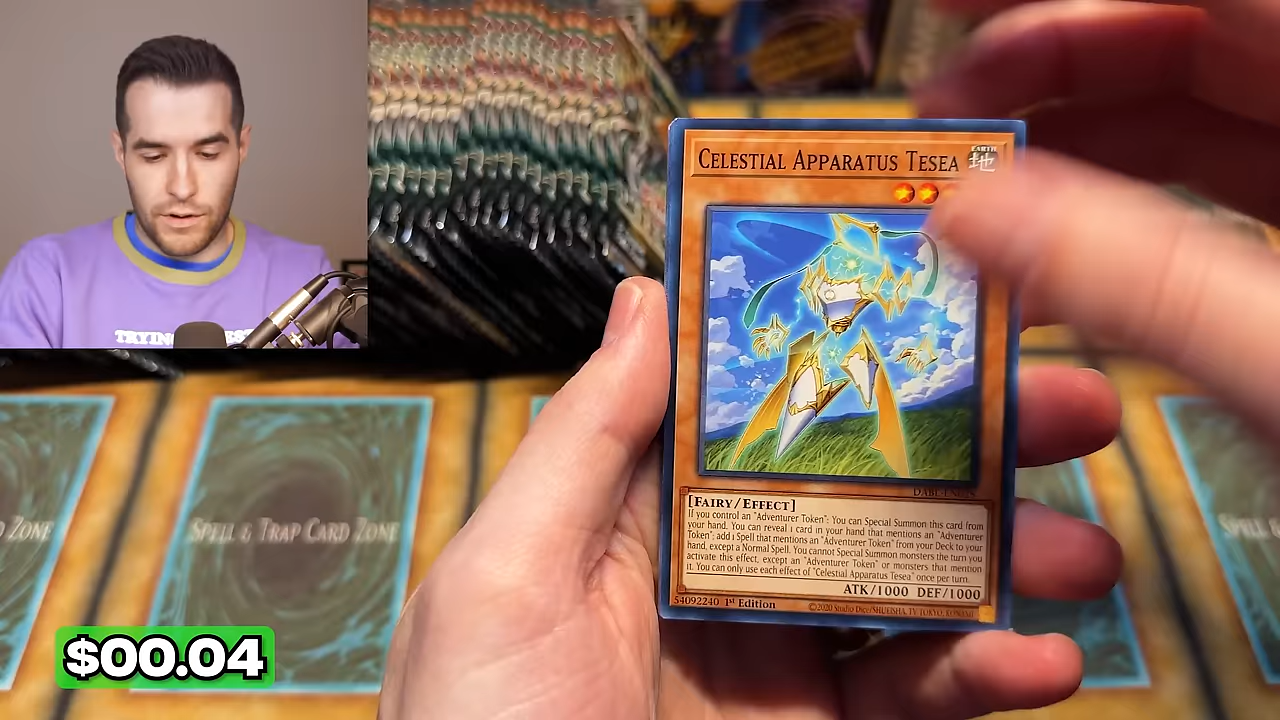 CELESTIAL APPARATUS TESEA
EARTH
地
[FAIRY/EFFECT]
If you control an "Adventurer Token": You can Special Summon this card from
your hand. You can reveal 1 card in your hand that mentions an "Adventurer
Token"; add 1 Spell that mentions an "Adventurer Token" from your Deck to your
hand, except a Normal Spell. You cannot Special Summon monsters the turn you
activate this effect, except an "Adventurer Token" or monsters that mention
it. You can only use each effect of "Celestial Apparatus Tesea" once per turn.
ATK/1000 DEF/1000
54092240 1st Edition ©2020 Studio Dice/SHUEISHA, TV TOKYO, KONAMI
D ZONE
SPELL & TRAP CARD ZONE
SPELL &
$00.04